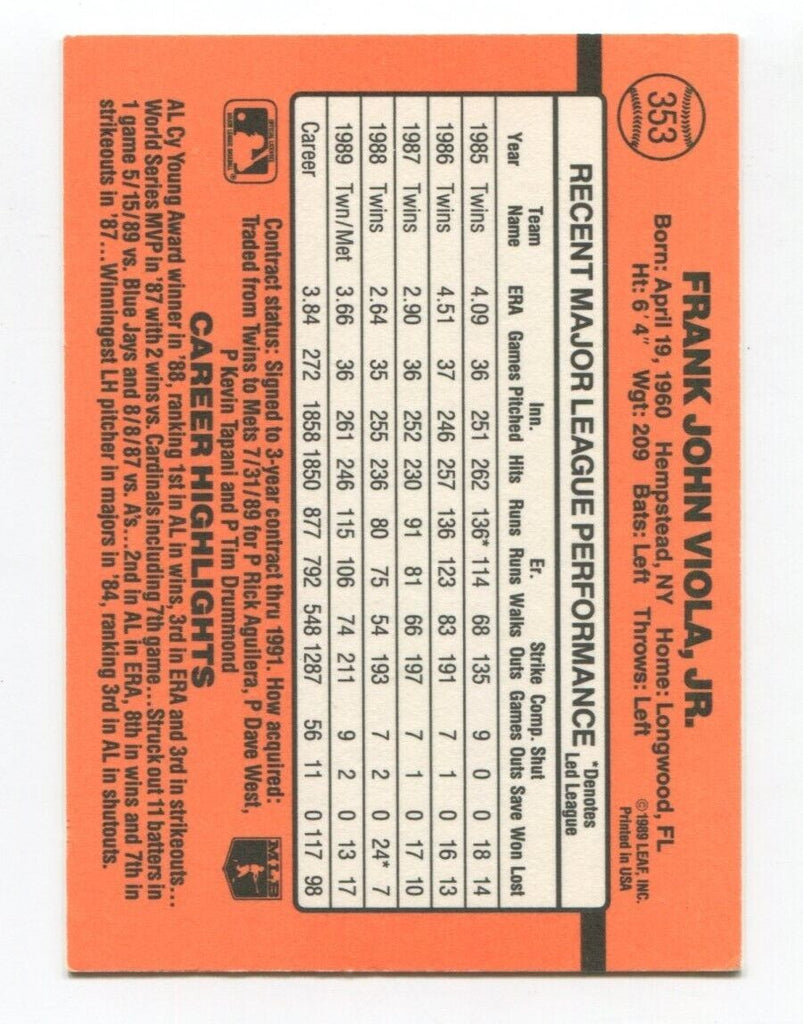 353
FRANK JOHN VIOLA, JR.
Born: April 19, 1960 Hempstead, NY Home: Longwood, FL
Ht: 6' 4" Wgt: 209 Bats: Left Throws: Left
©1989 LEAF, INC.
Printed in USA
RECENT MAJOR LEAGUE PERFORMANCE
*Denotes
Led League
Team Inn. Er. Strike Comp. Shut
Year Name ERA Games Pitched Hits Runs Runs Walks Outs Games Outs Save Won Lost
1985 Twins 4.09 36 251 262 136* 114 68 135 9 0 0 18 14
1986 Twins 4.51 37 246 257 136 123 83 191 7 1 0 16 13
1987 Twins 2.90 36 252 230 91 81 66 197 7 1 0 17 10
1988 Twins 2.64 35 255 236 80 75 54 193 7 2 0 24* 7
1989 Twn/Met 3.66 36 261 246 115 106 74 211 9 2 0 13 17
Career 3.84 272 1858 1850 877 792 548 1287 56 11 0 117 98
Contract status: Signed to 3-year contract thru 1991. How acquired:
Traded from Twins to Mets 7/31/89 for P Rick Aguilera, P Dave West,
P Kevin Tapani and P Tim Drummond
MLB
CAREER HIGHLIGHTS
AL Cy Young Award winner in '88, ranking 1st in AL in wins, 3rd in ERA and 3rd in strikeouts...
World Series MVP in '87 with 2 wins vs. Cardinals including 7th game...Struck out 11 batters in
1 game 5/15/89 vs. Blue Jays and 8/8/87 vs. A's...2nd in AL in ERA, 8th in wins and 7th in
strikeouts in '87...Winningest LH pitcher in majors in '84, ranking 3rd in AL in shutouts.